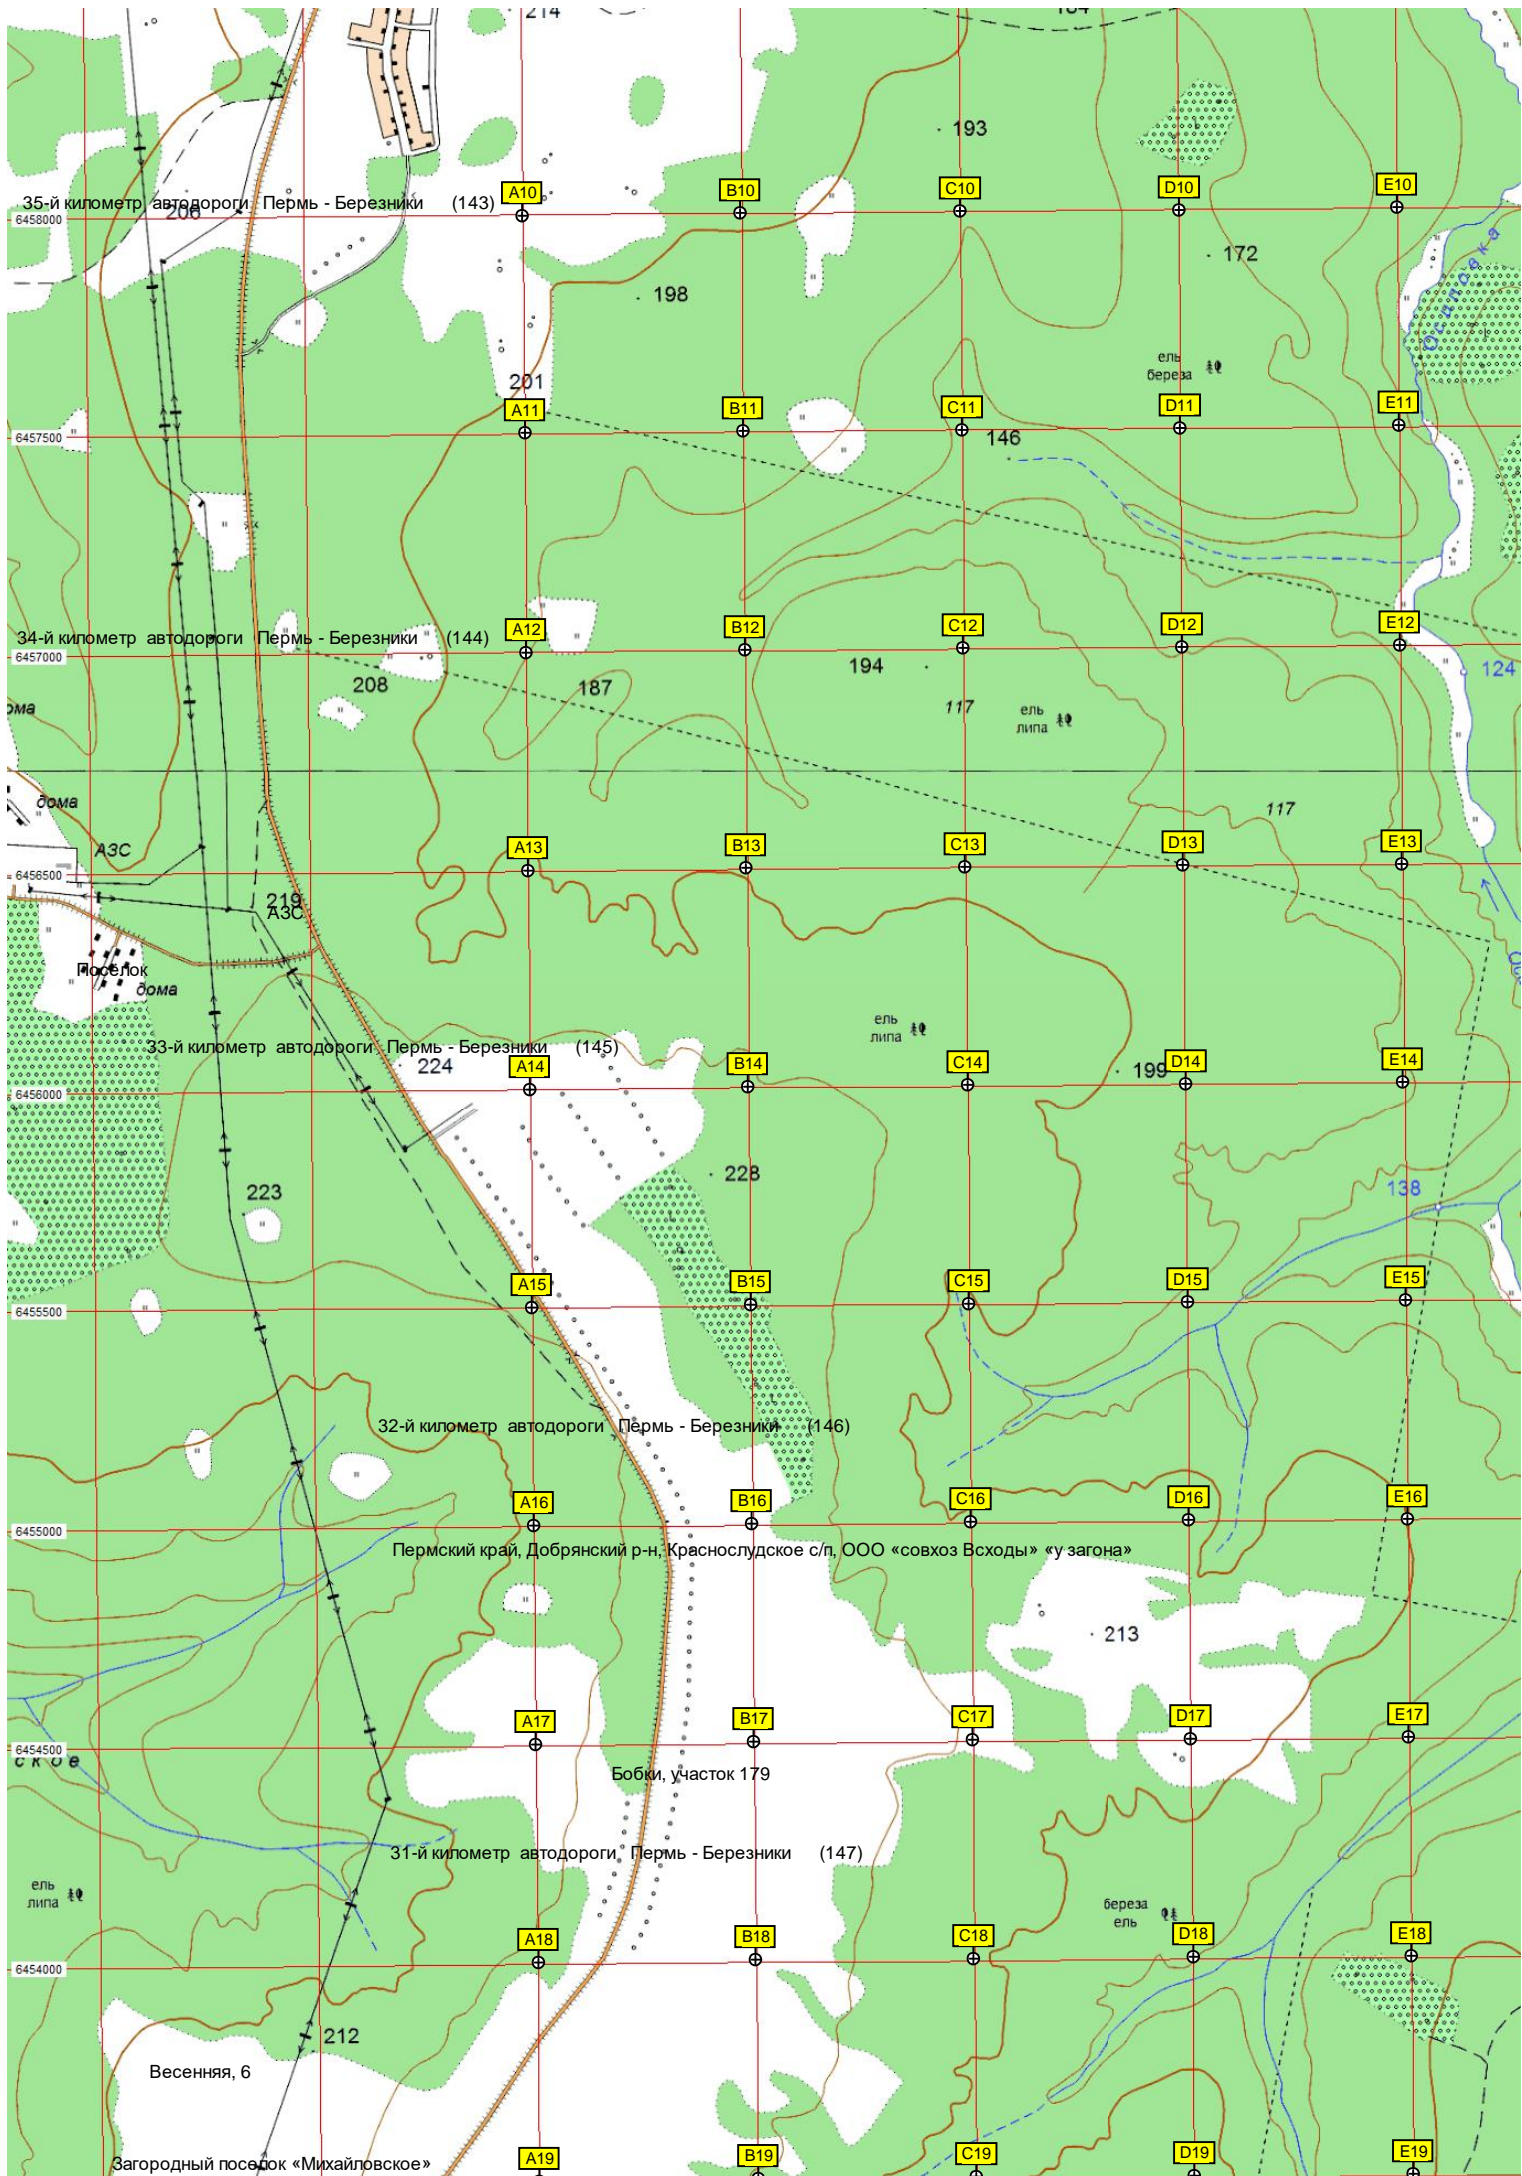 214
184
193
A10
B10
C10
D10
E10
35-й километр автодороги Пермь - Березники (143)
206
6458000
Осиновка
172
198
ель
береза
201
A11
B11
C11
D11
E11
6457500
146
A12
B12
C12
D12
E12
34-й километр автодороги Пермь - Березники (144)
6457000
194
124
208
187
117
ома
ель
липа
дома
117
АЗС
A13
B13
C13
D13
E13
6456500
219
АЗС
Поселок
дома
ель
липа
33-й километр автодороги Пермь - Березники (145)
224
A14
B14
C14
199
D14
E14
6456000
228
223
138
A15
B15
C15
D15
E15
6455500
32-й километр автодороги Пермь - Березники (146)
A16
B16
C16
D16
E16
6455000
Пермский край, Добрянский р-н, Краснослудское с/п, ООО «совхоз Всходы» «у загона»
213
A17
B17
C17
D17
E17
6454500
ское
Бобки, участок 179
31-й километр автодороги Пермь - Березники (147)
ель
липа
береза
ель
A18
B18
C18
D18
E18
6454000
212
Весенняя, 6
A19
B19
C19
D19
E19
Загородный поселок «Михайловское»